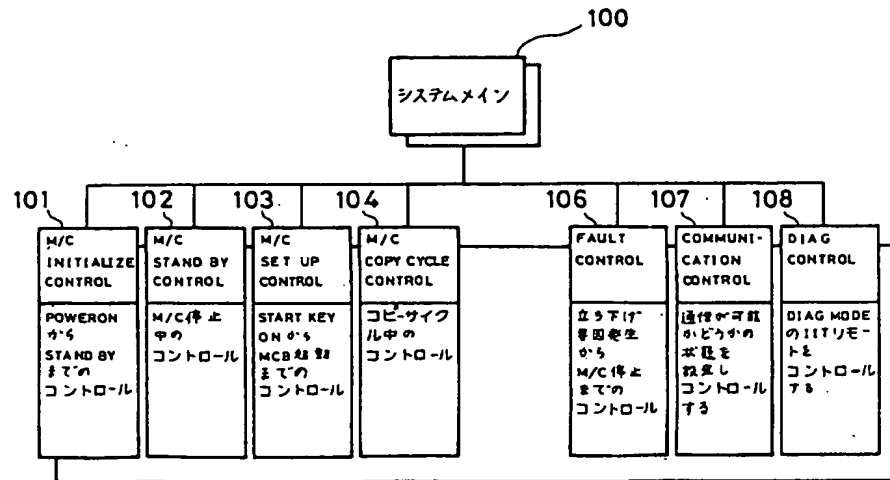 100
システムメイン
101
102
103
104
106
107
108
M/C
INITIALIZE
CONTROL
POWERON
から
STAND BY
までの
コントロール
M/C
STAND BY
CONTROL
M/C停止
中の
コントロール
M/C
SET UP
CONTROL
START KEY
ONから
MCB起動
までの
コントロール
M/C
COPY CYCLE
CONTROL
コピーサイク
ル中の
コントロール
FAULT
CONTROL
立ち下げ
要因発生
から
M/C停止
までの
コントロール
COMMUNI-
CATION
CONTROL
通信が可能
かどうかの
状態を
し
コントロール
する
DIAG
CONTROL
DIAG MODE
のIITリモー
トを
コントロール
する